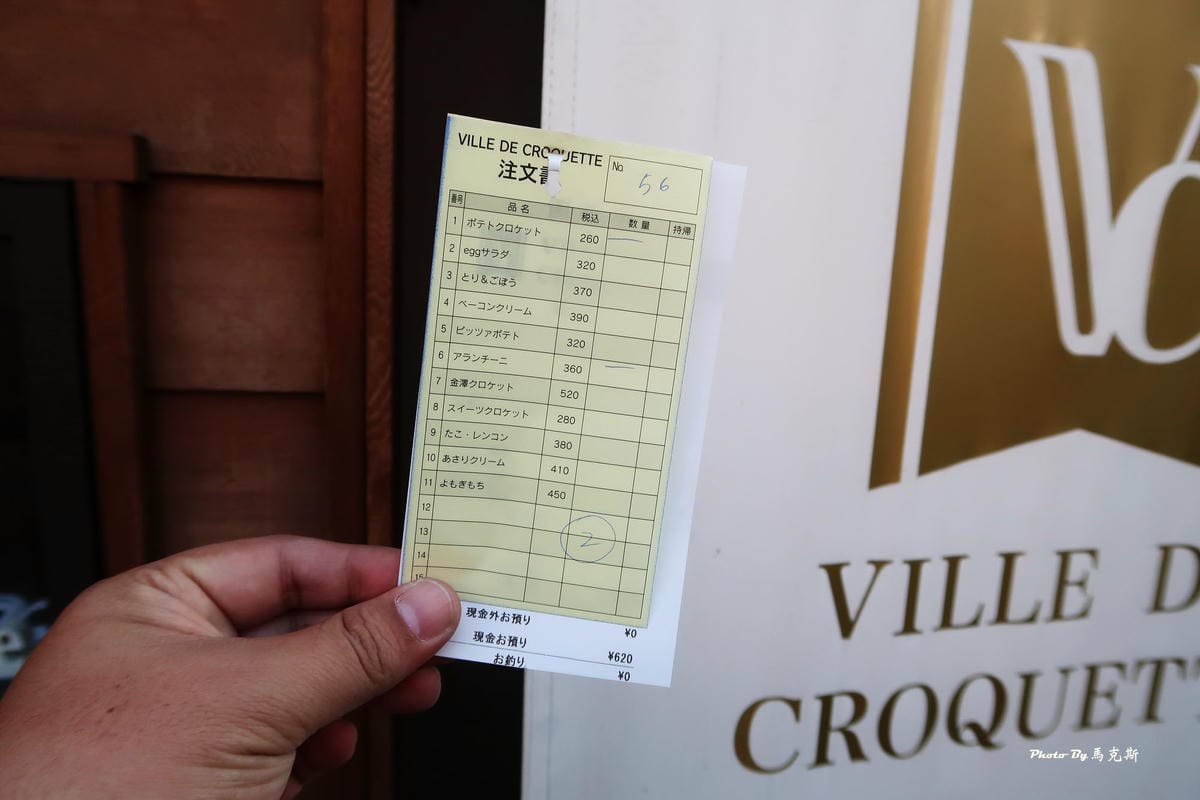 VILLE DE CROQUETTE
注文書
No 56
番号 品名 税込 数量 持帰
1 ポテトクロケット 260 一
2 eggサラダ 320
3 とり&ごぼう 370
4 ベーコンクリーム 390
5 ピッツァポテト 320
6 アランチーニ 360 一
7 金澤クロケット 520
8 スイーツクロケット 280
9 たこ・レンコン 380
10 あさりクリーム 410
11 よもぎもち 450
12
13 2
14
15
現金外お預り ¥0
現金お預り ¥620
お釣り ¥0
VC
VILLE D
CROQUET
Photo By 馬克斯